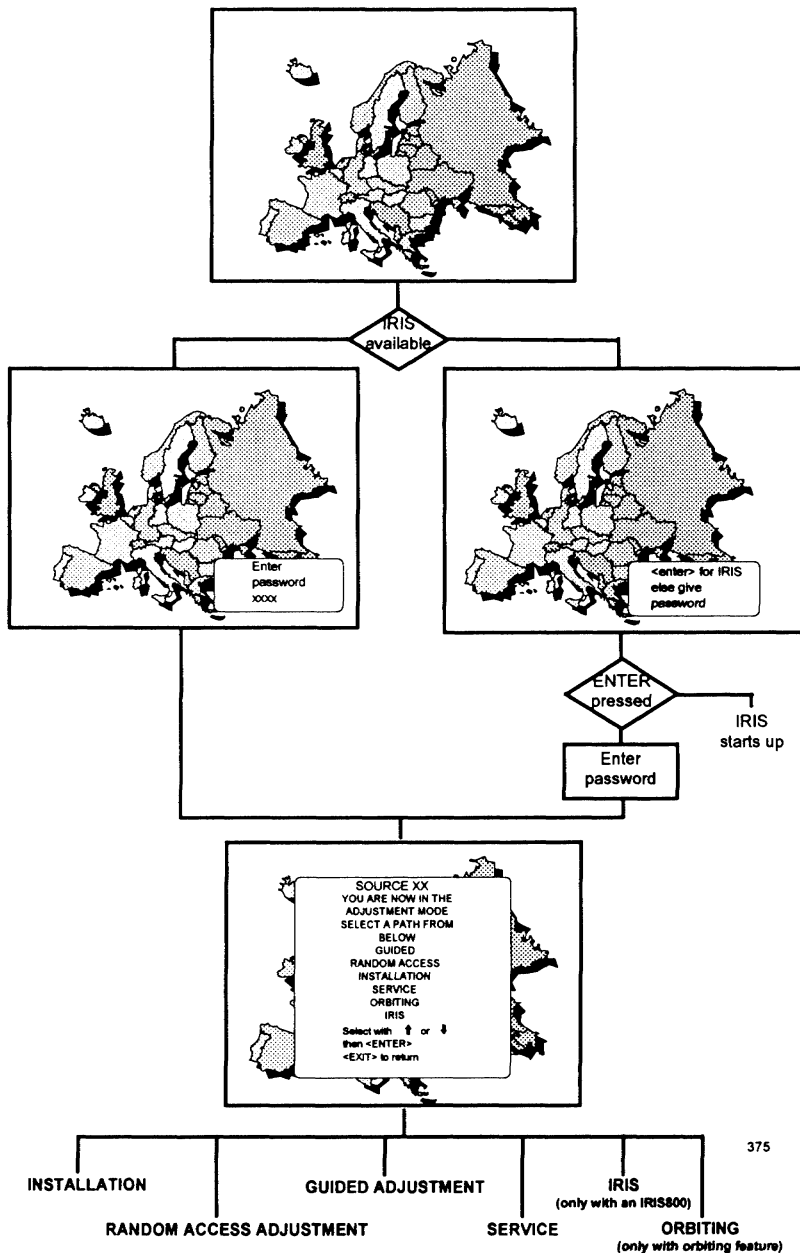 IRIS
available
Enter
password
xxxx
<enter> for IRIS
else give
password
ENTER
pressed
IRIS
starts up
Enter
password
SOURCE XX
YOU ARE NOW IN THE
ADJUSTMENT MODE
SELECT A PATH FROM
BELOW
GUIDED
RANDOM ACCESS
INSTALLATION
SERVICE
ORBITING
IRIS
Select with ⬆ or ⬇
then <ENTER>
<EXIT> to return
375
INSTALLATION
GUIDED ADJUSTMENT
IRIS
(only with an IRIS800)
RANDOM ACCESS ADJUSTMENT
SERVICE
ORBITING
(only with orbiting feature)